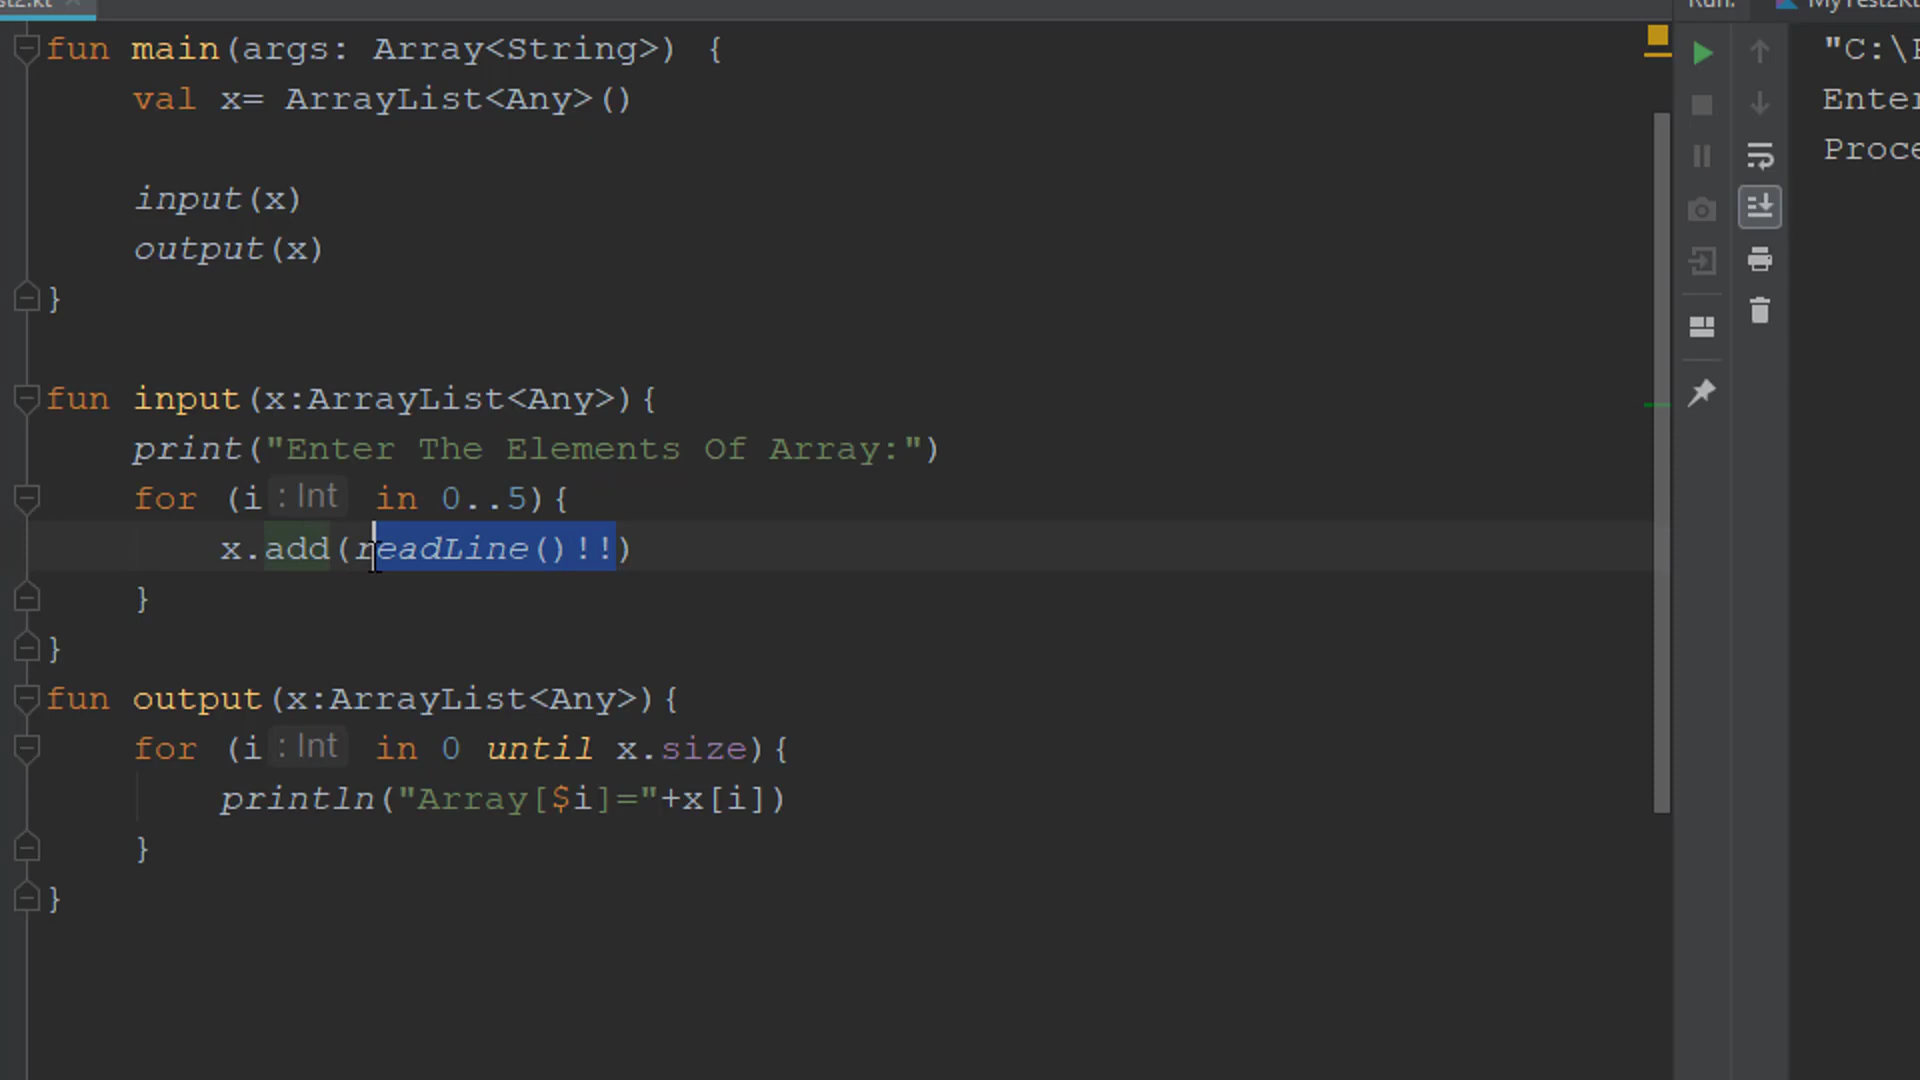 fun main(args: Array<String>) {
val x= ArrayList<Any>()
input(x)
output(x)
}
fun input(x:ArrayList<Any>){
print("Enter The Elements Of Array:")
for (i :Int in 0..5){
x.add(readLine()!!)
}
}
fun output(x:ArrayList<Any>){
for (i :Int in 0 until x.size){
println("Array[$i]="+x[i])
}
}
"C:\
Enter
Proce